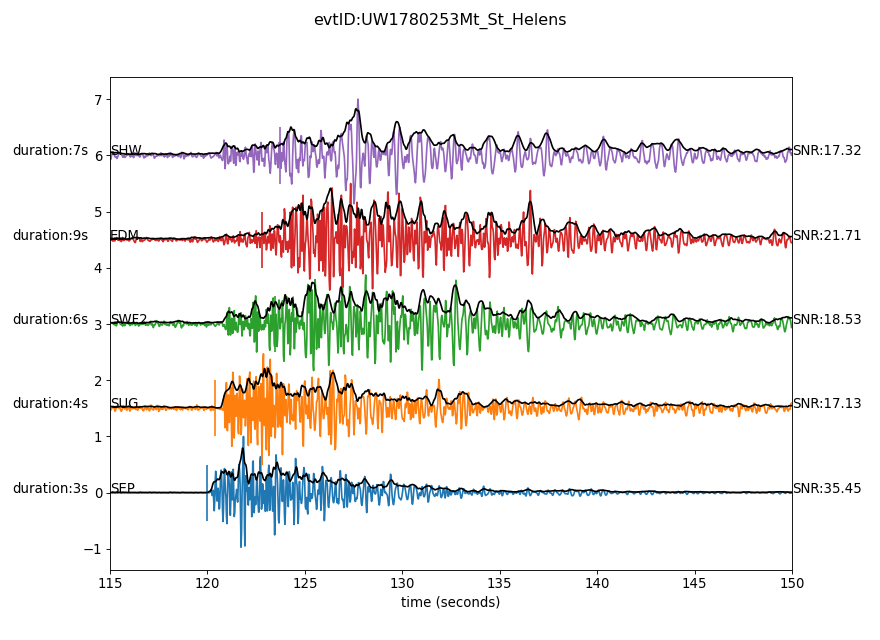 evtID:UW1780253Mt_St_Helens
7
duration:7s SHW 6 SNR:17.32
5
duration:9s EDM SNR:21.71
4
duration:6s SWF2 3 SNR:18.53
2
duration:4s SUG SNR:17.13
1
duration:3s SEP 0 SNR:35.45
−1
115 120 125 130 135 140 145 150
time (seconds)